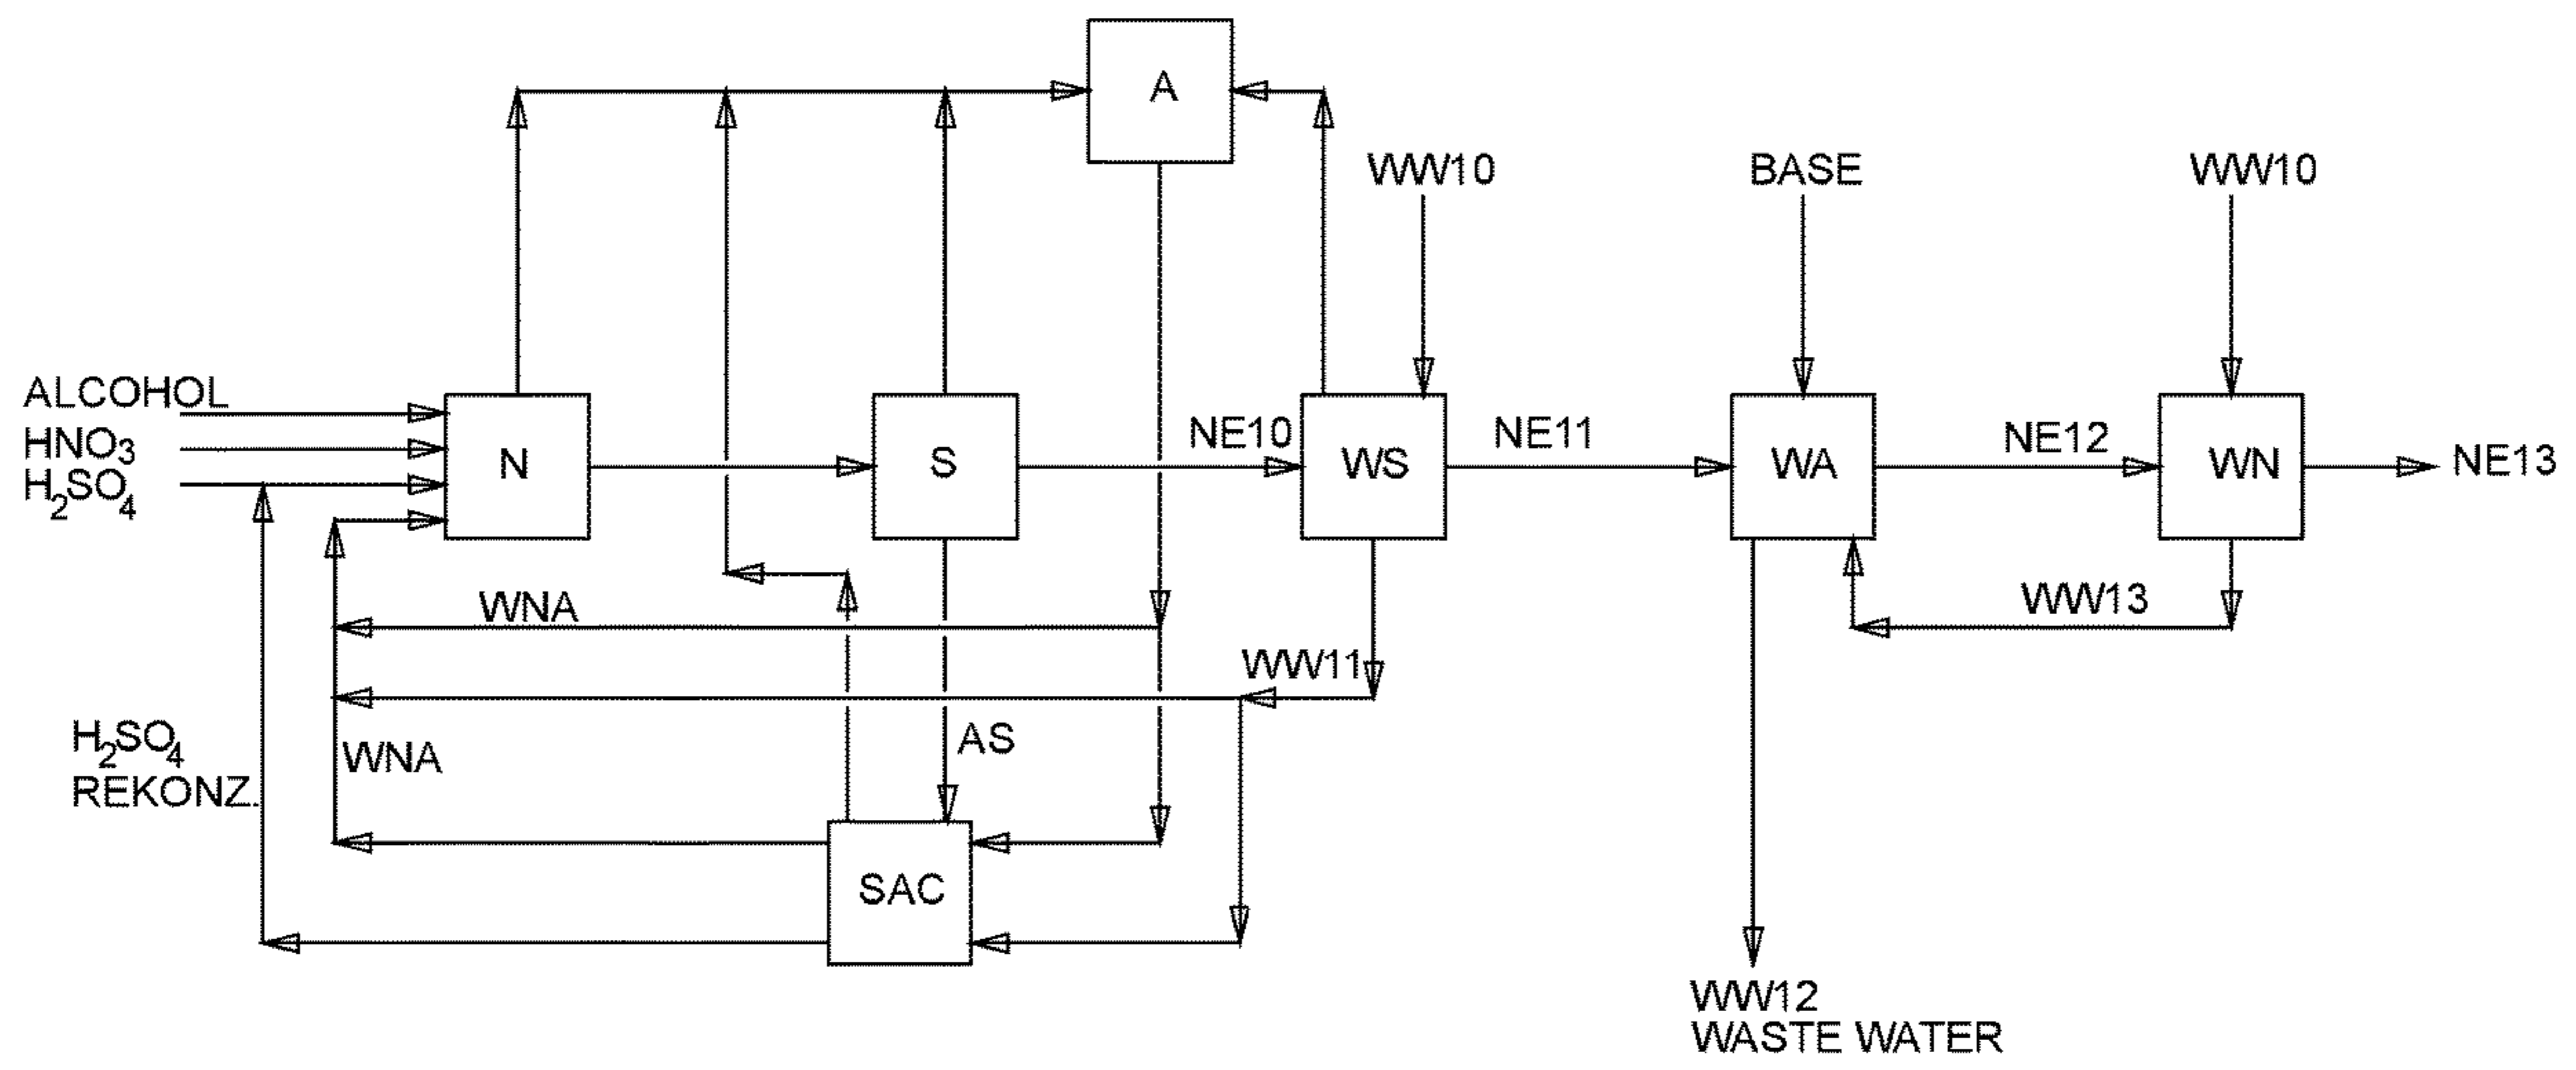 A
WW10
BASE
WW10
ALCOHOL
HNO3
H2SO4
N
S
NE10
WS
NE11
WA
NE12
WN
NE13
WNA
WW13
WW11
H2SO4
REKONZ.
WNA
AS
SAC
WW12
WASTE WATER